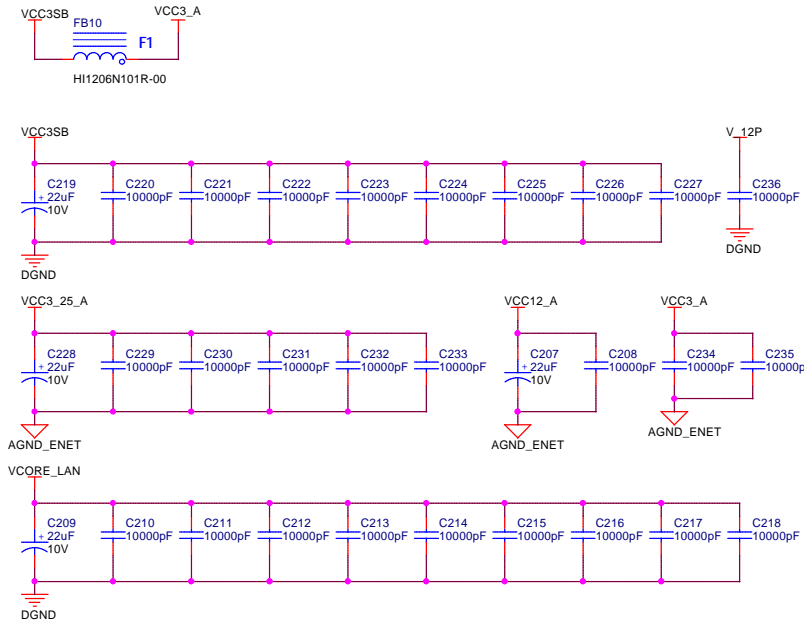 VCC3SB
VCC3_A
FB10
F1
HI1206N101R-00
VCC3SB
V_12P
C219
22uF
10V
C220
10000pF
C221
10000pF
C222
10000pF
C223
10000pF
C224
10000pF
C225
10000pF
C226
10000pF
C227
10000pF
C236
10000pF
DGND
DGND
VCC3_25_A
VCC12_A
VCC3_A
C228
22uF
10V
C229
10000pF
C230
10000pF
C231
10000pF
C232
10000pF
C233
10000pF
C207
22uF
10V
C208
10000pF
C234
10000pF
C235
10000p
AGND_ENET
AGND_ENET
AGND_ENET
VCORE_LAN
C209
22uF
10V
C210
10000pF
C211
10000pF
C212
10000pF
C213
10000pF
C214
10000pF
C215
10000pF
C216
10000pF
C217
10000pF
C218
10000pF
DGND